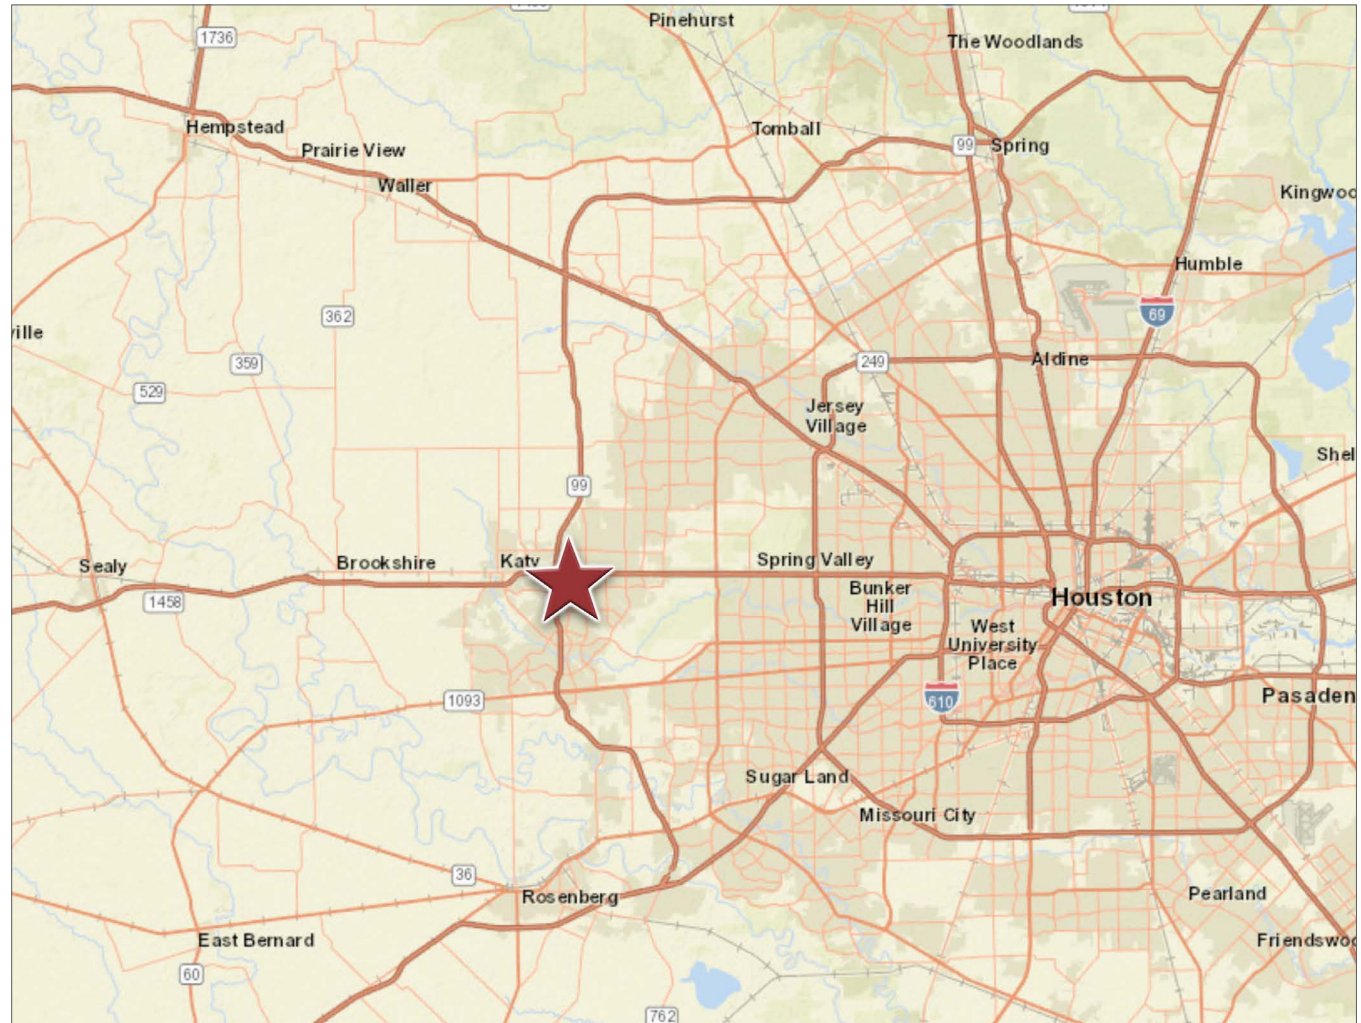 Pinehurst
1736
The Woodlands
Hempstead
Tomball
Prairie View
99
Spring
Waller
Kingwoo
Humble
69
362
ville
359
249
Aldine
529
Jersey
Village
Shel
99
Sealy
Brookshire
Katy
Spring Valley
1458
Bunker
Hill
Village
Houston
West
University
Place
1093
610
Pasaden
Sugar Land
Missouri City
36
Rosenberg
Pearland
East Bernard
Friendswoo
60
762